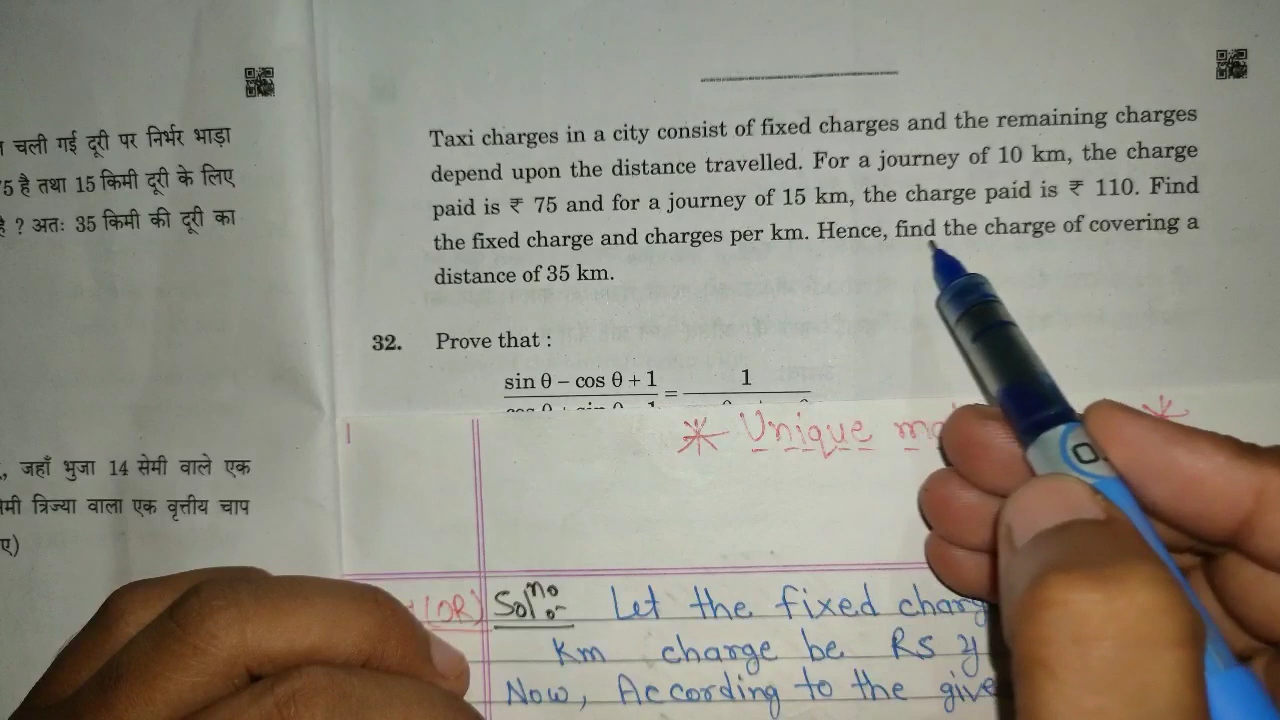 चली गई दूरी पर निर्भर भाड़ा
75 है तथा 15 किमी दूरी के लिए
है ? अतः 35 किमी की दूरी का
, जहाँ भुजा 14 सेमी वाले एक
त्रिज्या वाला एक वृत्तीय चाप
Taxi charges in a city consist of fixed charges and the remaining charges
depend upon the distance travelled. For a journey of 10 km, the charge
paid is ₹ 75 and for a journey of 15 km, the charge paid is ₹ 110. Find
the fixed charge and charges per km. Hence, find the charge of covering a
distance of 35 km.
32. Prove that :
sin θ – cos θ + 1
= 1
* Unique *
(OR) Solno:- Let the fixed
Km charge be Rs y
Now, According to the